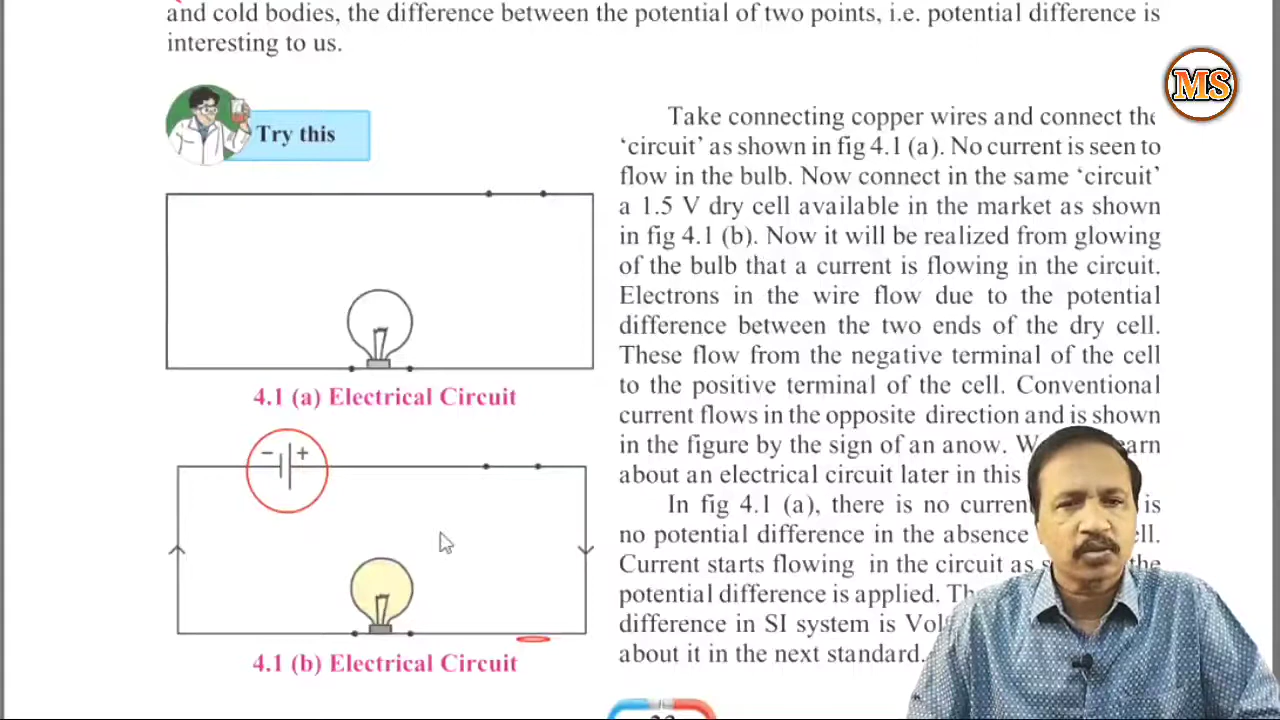 and cold bodies, the difference between the potential of two points, i.e. potential difference is
interesting to us.
MS
Try this
Take connecting copper wires and connect the
‘circuit’ as shown in fig 4.1 (a). No current is seen to
flow in the bulb. Now connect in the same ‘circuit’
a 1.5 V dry cell available in the market as shown
in fig 4.1 (b). Now it will be realized from glowing
of the bulb that a current is flowing in the circuit.
Electrons in the wire flow due to the potential
difference between the two ends of the dry cell.
These flow from the negative terminal of the cell
to the positive terminal of the cell. Conventional
current flows in the opposite direction and is shown
in the figure by the sign of an anow.
about an electrical circuit later in this
In fig 4.1 (a), there is no is
no potential difference in the absence
Current starts flowing in the circuit as the
potential difference is applied.
difference in SI system is
about it in the next standard.
4.1 (a) Electrical Circuit
- +
4.1 (b) Electrical Circuit